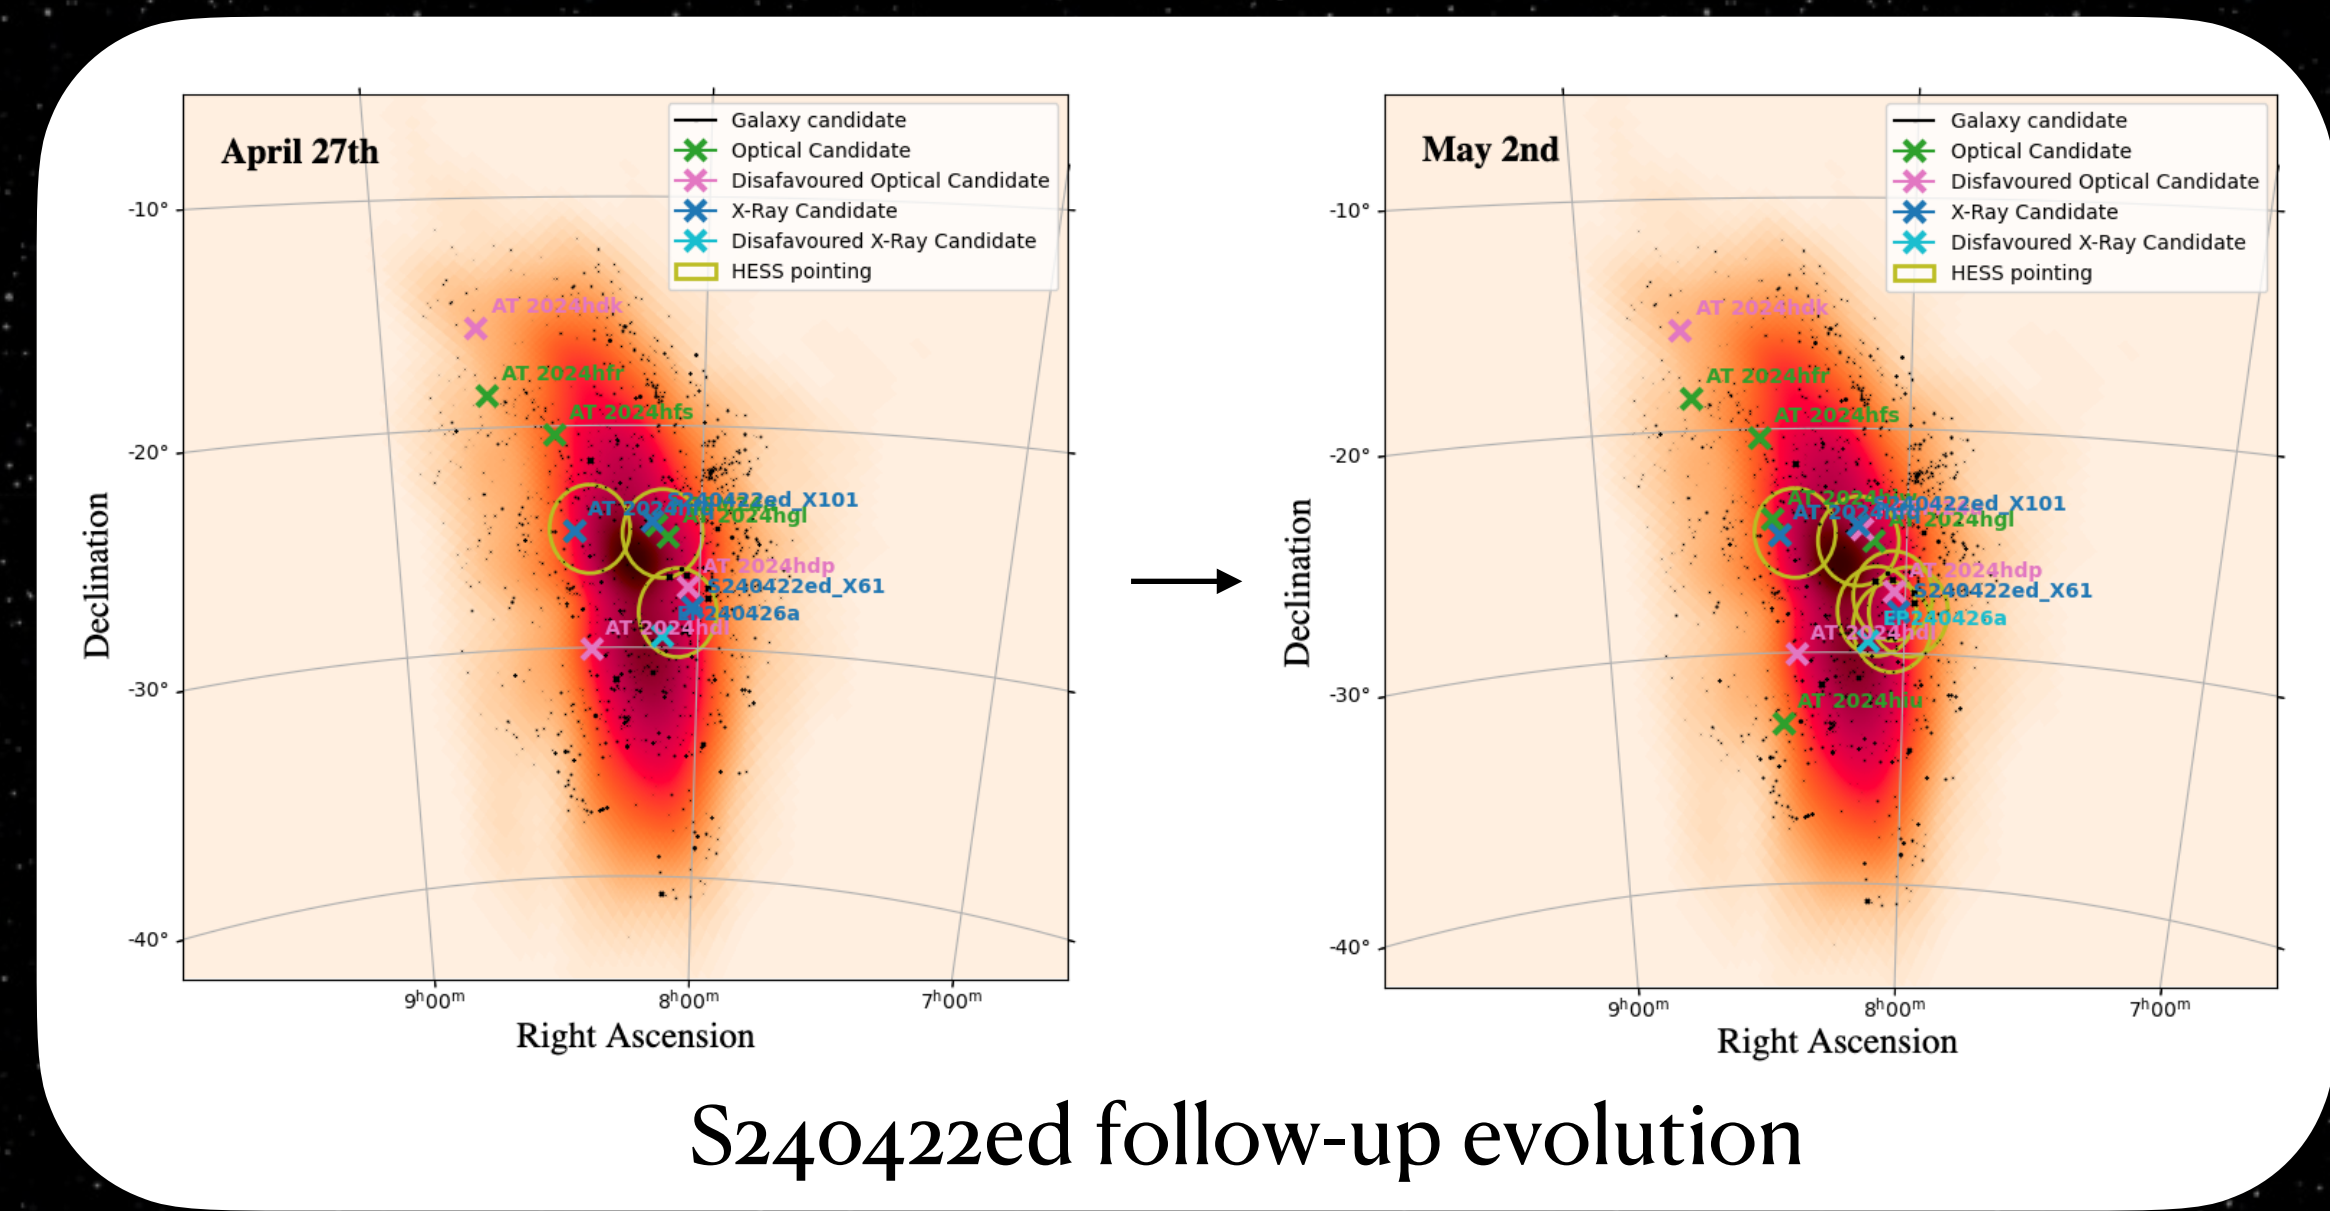 April 27th
Galaxy candidate
Optical Candidate
Disafavoured Optical Candidate
X-Ray Candidate
Disafavoured X-Ray Candidate
HESS pointing
AT 2024hdk
AT 2024hfr
AT 2024hfs
S240422ed_X101
AT 2024hgl
AT 2024hdp
S240422ed_X61
EP240426a
AT 2024hdl
-10°
-20°
-30°
-40°
Declination
9h00m
8h00m
7h00m
Right Ascension
May 2nd
Galaxy candidate
Optical Candidate
Disfavoured Optical Candidate
X-Ray Candidate
Disfavoured X-Ray Candidate
HESS pointing
AT 2024hdk
AT 2024hfr
AT 2024hfs
S240422ed_X101
AT 2024hgl
AT 2024hdp
S240422ed_X61
EP240426a
AT 2024hdl
AT 2024hiu
-10°
-20°
-30°
-40°
Declination
9h00m
8h00m
7h00m
Right Ascension
S240422ed follow-up evolution